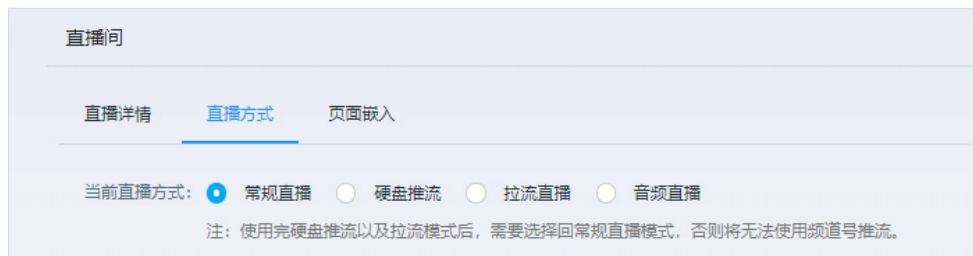 直播间
直播详情 直播方式 页面嵌入
当前直播方式: 常规直播 硬盘推流 拉流直播 音频直播
注：使用完硬盘推流以及拉流模式后，需要选择回常规直播模式，否则将无法使用频道号推流。